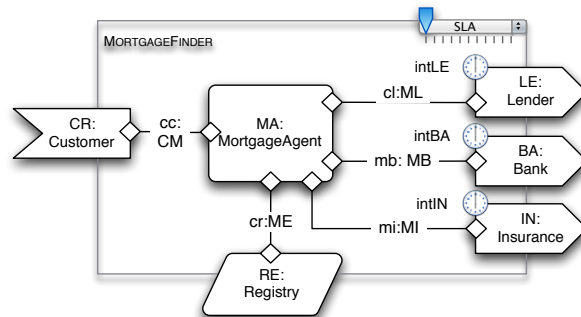 SLA
MORTGAGEFINDER
intLE
LE:
Lender
cl:ML
CR:
Customer
cc:
CM
MA:
MortgageAgent
intBA
BA:
Bank
mb: MB
intIN
IN:
Insurance
cr:ME
mi:MI
RE:
Registry